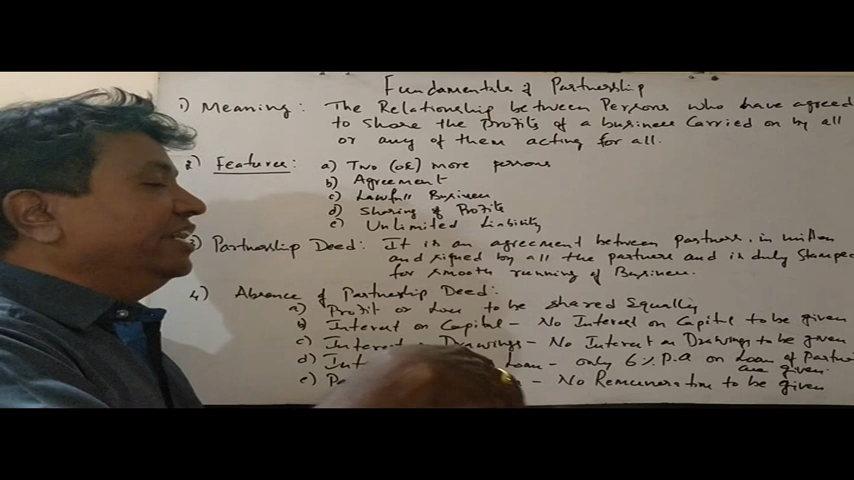 Fundamentals of Partnership
1) Meaning: The Relationship between Persons who have agreed
to share the Profits of a business Carried on by all
or any of them acting for all.
2) Features: a) Two (OR) more persons
b) Agreement
c) Lawfull Business
d) Sharing of Profits
e) Unlimited Liability
3) Partnership Deed: It is an agreement between partners, in
and signed by all the partners and is duly Stamped
for smooth running of Business.
4) Absence of Partnership Deed:
a) Profit or Loss to be shared Equally
b) Interest on Capital - No Interest on Capital to be given
c) Interest Drawings - No Interest on Drawings to be given
d) Loan - only 6% P.A on Loan of Partner
are given.
e) - No Remuneration to be given